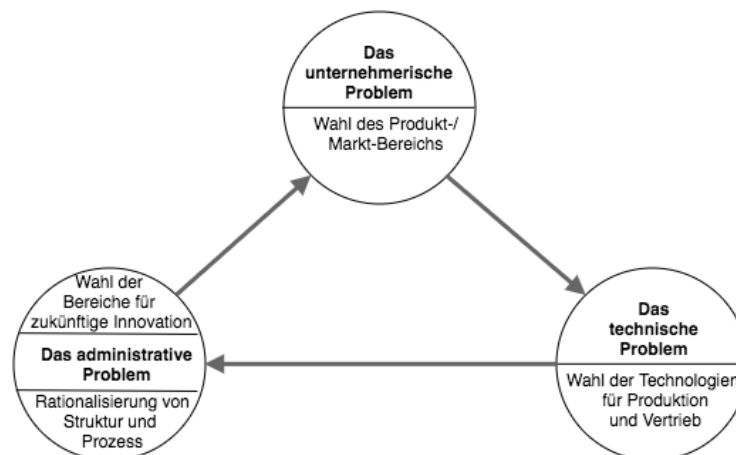 Das
unternehmerische
Problem
Wahl des Produkt-/
Markt-Bereichs
Wahl der
Bereiche für
zukünftige Innovation
Das administrative
Problem
Rationalisierung von
Struktur und
Prozess
Das
technische
Problem
Wahl der Technologien
für Produktion
und Vertrieb